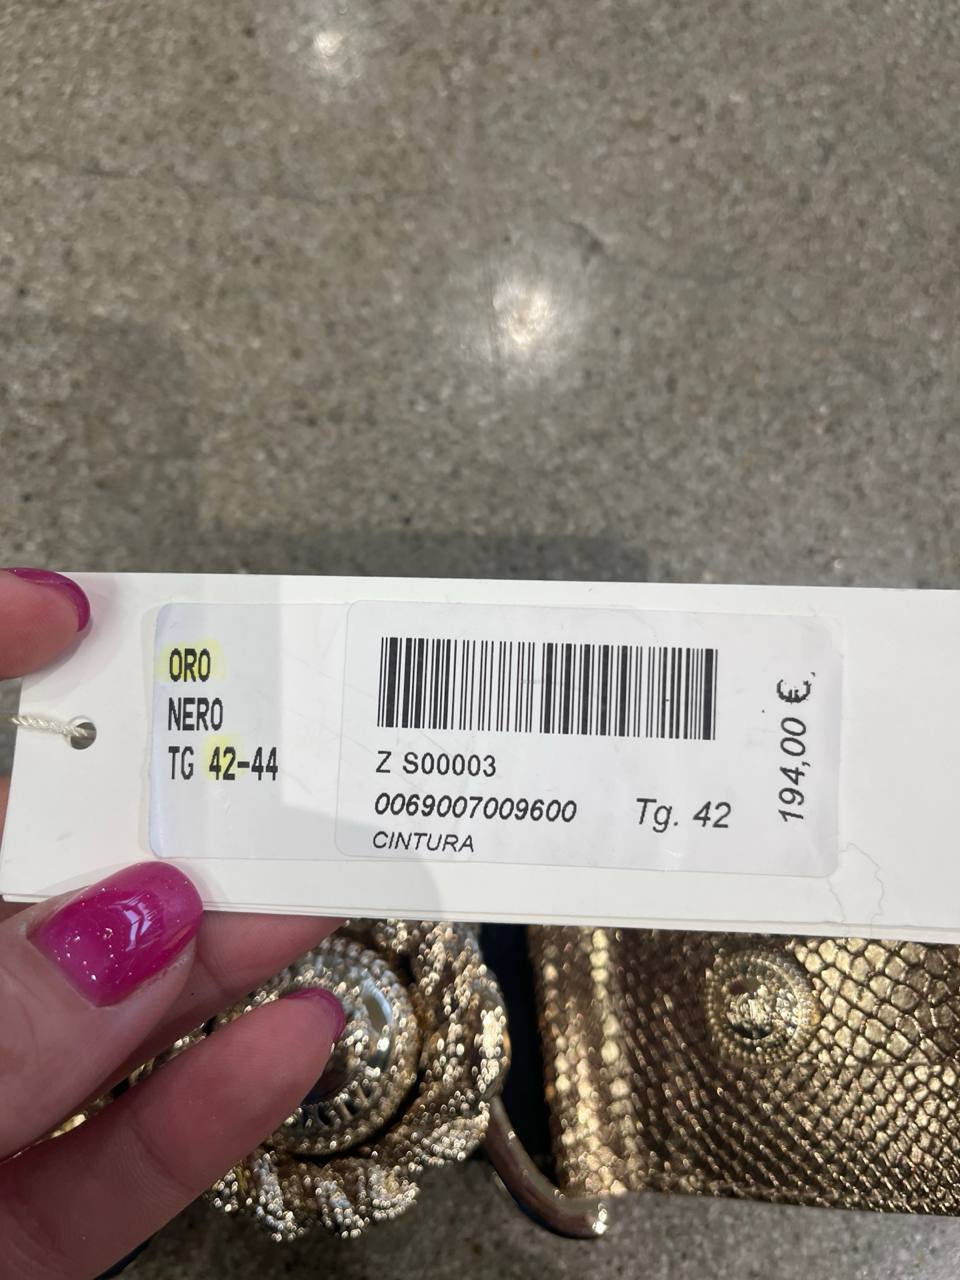 ORO
NERO
TG 42-44
Z S00003
0069007009600
Tg. 42
CINTURA
194,00 €